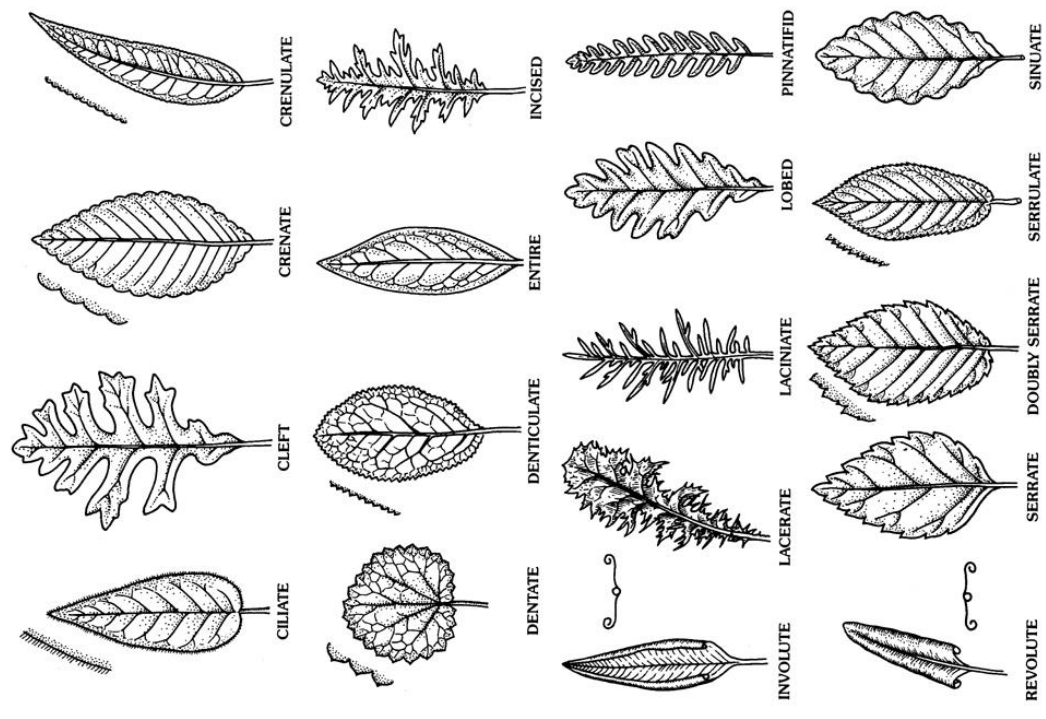 CILIATE
CLEFT
CRENATE
CRENULATE
DENTATE
DENTICULATE
ENTIRE
INCISED
INVOLUTE
LACERATE
LACINIATE
LOBED
PINNATIFID
REVOLUTE
SERRATE
DOUBLY SERRATE
SERRULATE
SINUATE